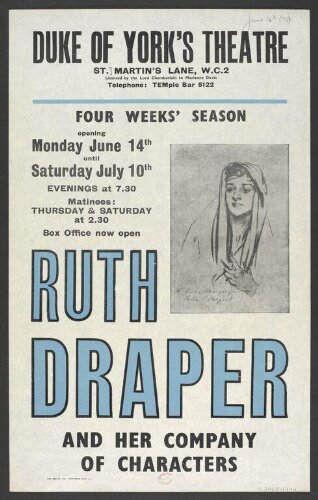 DUKE OF YORK'S THEATRE
ST. MARTIN'S LANE, W.C.2
Licensed by the Lord Chamberlain to Marianne Davis
Telephone: TEMple Bar 5122
FOUR WEEKS' SEASON
opening
Monday June 14th
until
Saturday July 10th
EVENINGS at 7.30
Matinees:
THURSDAY & SATURDAY
at 2.30
Box Office now open
RUTH
DRAPER
AND HER COMPANY
OF CHARACTERS